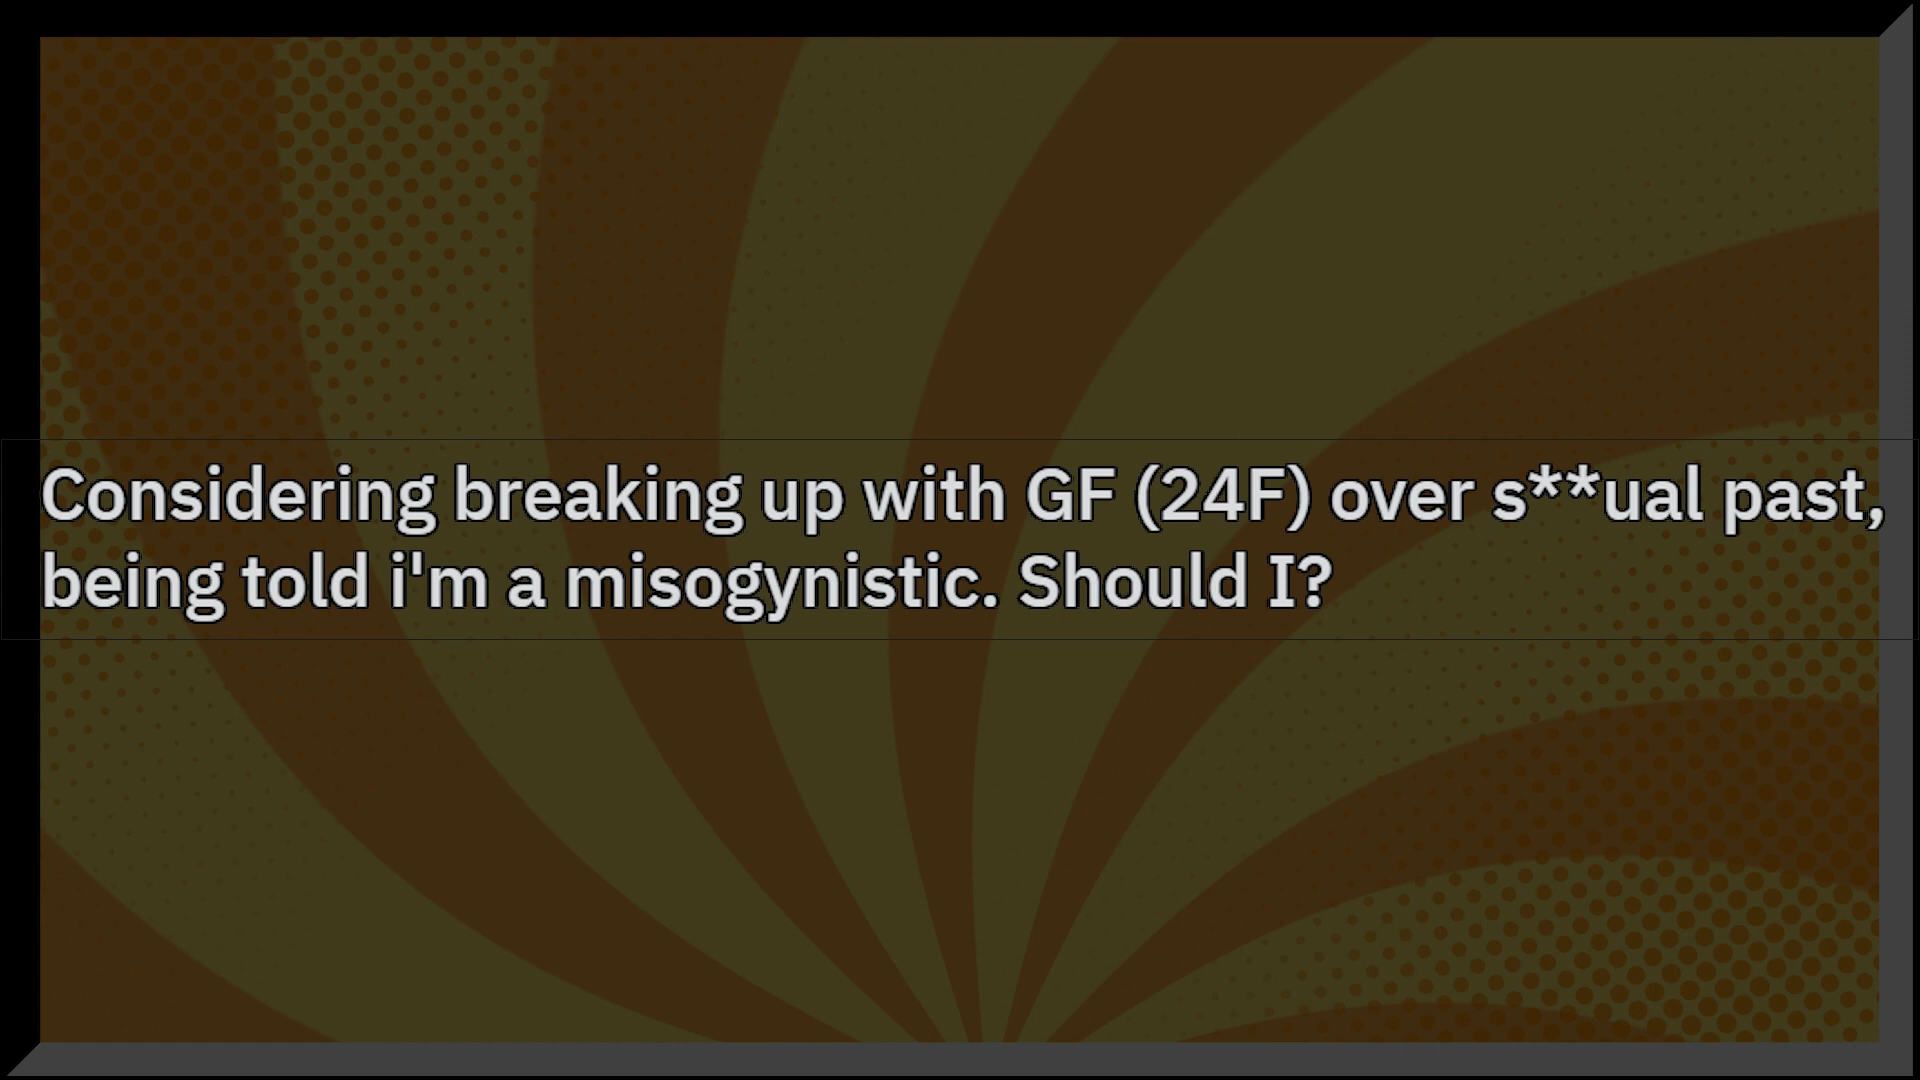 Considering breaking up with GF (24F) over s**ual past,
being told i'm a misogynistic. Should I?